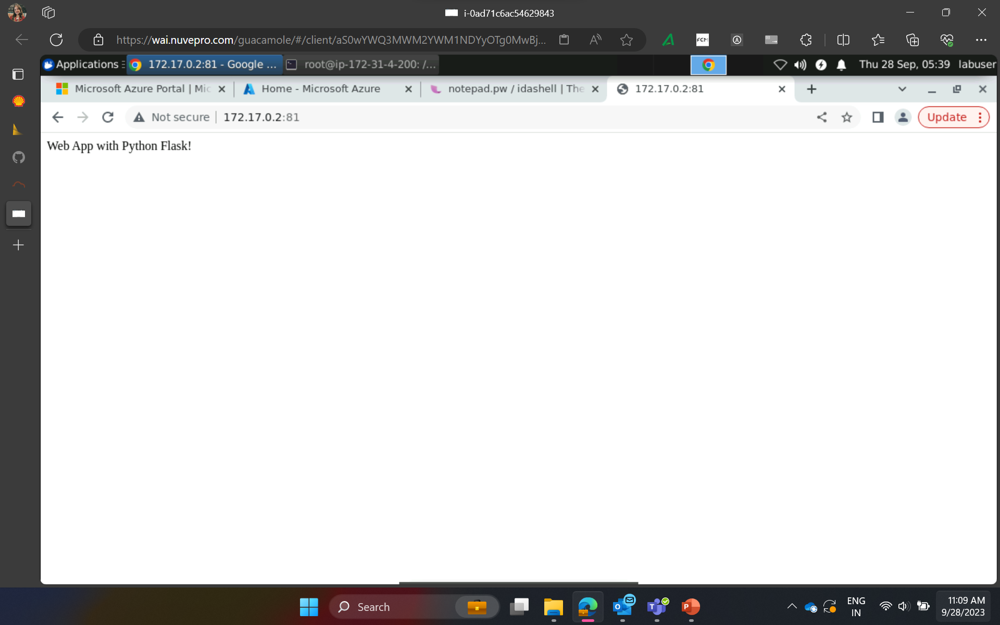 i-0ad71c6ac54629843
https://wai.nuvepro.com/guacamole/#/client/aS0wYWQ3MWM2YWM1NDYyOTg0MwBj...
FCM
Applications
172.17.0.2:81 - Google ...
root@ip-172-31-4-200: /...
Thu 28 Sep, 05:39 labuser
Microsoft Azure Portal | Mic
Home - Microsoft Azure
notepad.pw / idashell | The
172.17.0.2:81
Not secure
172.17.0.2:81
Update
Web App with Python Flask!
Search
ENG
IN
11:09 AM
9/28/2023